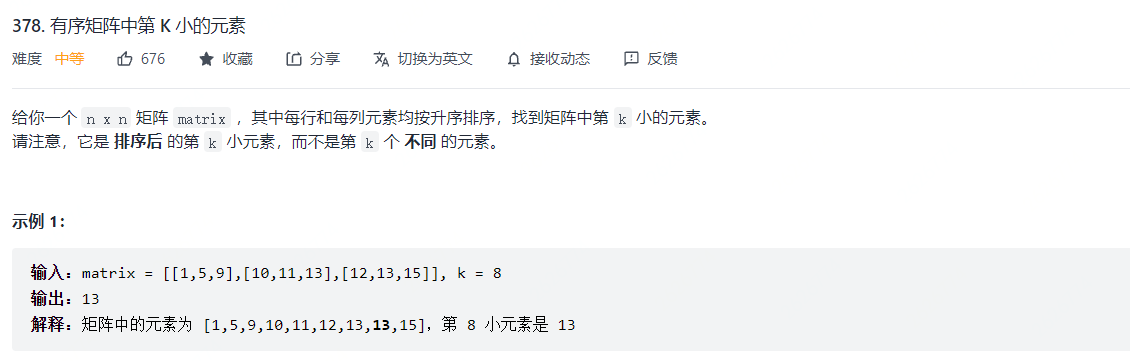 378. 有序矩阵中第 K 小的元素
难度 中等 676 收藏 分享 切换为英文 接收动态 反馈
给你一个 n x n 矩阵 matrix ，其中每行和每列元素均按升序排序，找到矩阵中第 k 小的元素。
请注意，它是 排序后 的第 k 小元素，而不是第 k 个 不同 的元素。
示例 1：
输入：matrix = [[1,5,9],[10,11,13],[12,13,15]], k = 8
输出：13
解释：矩阵中的元素为 [1,5,9,10,11,12,13,13,15]，第 8 小元素是 13